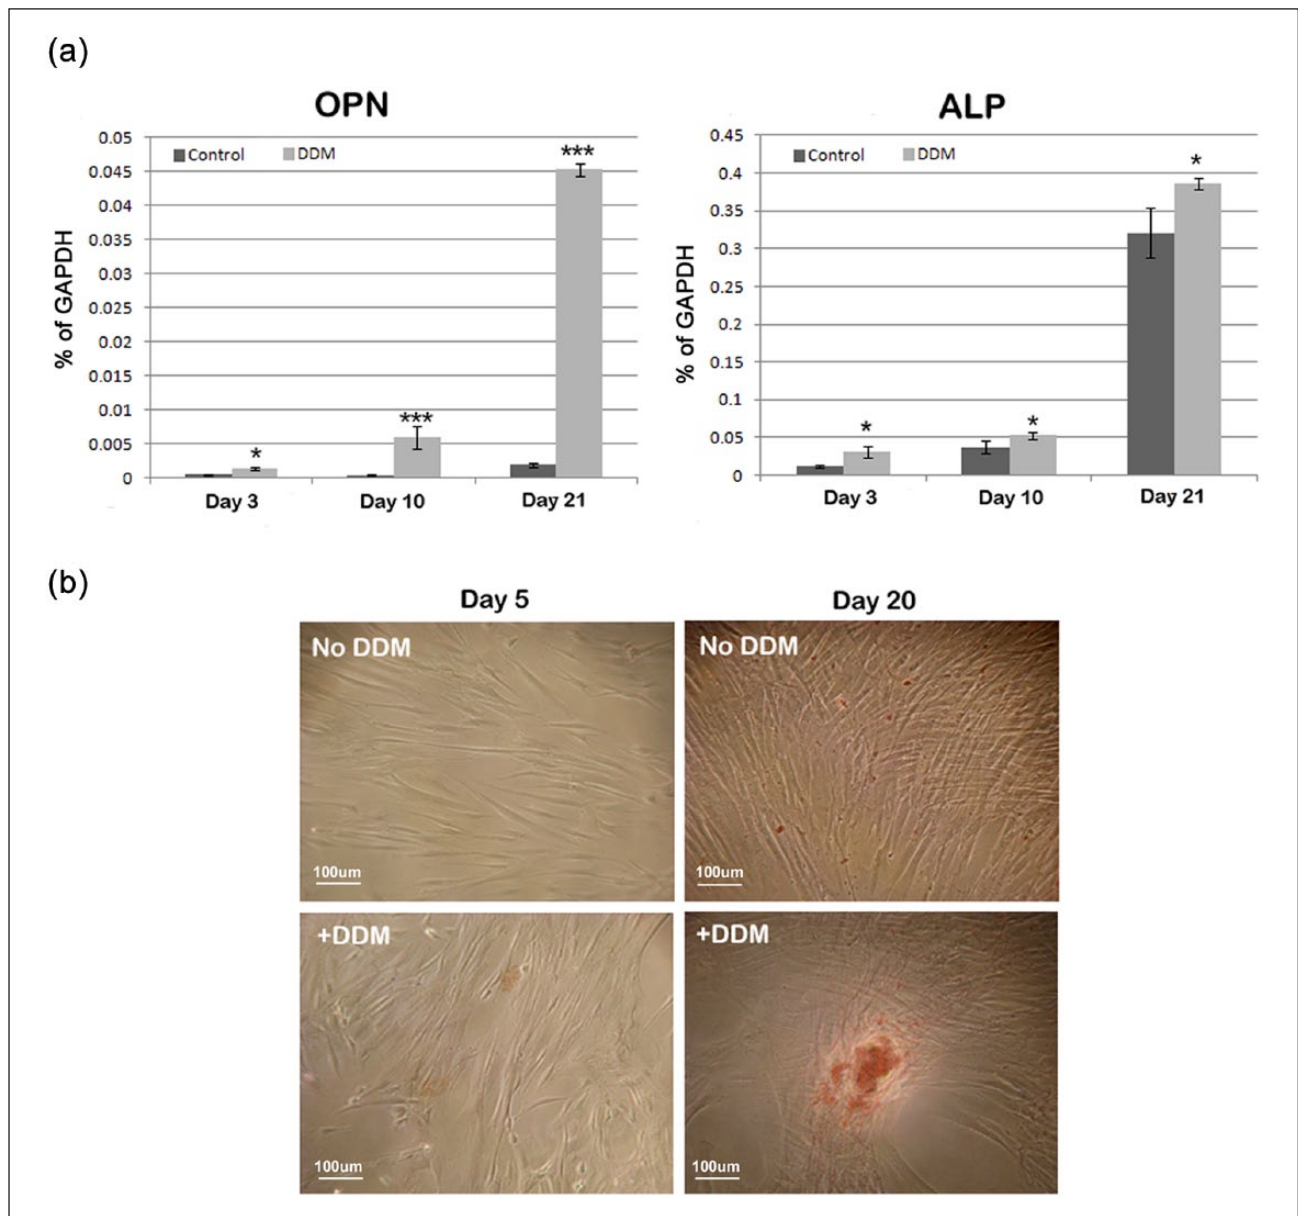 (a)
OPN
Control DDM
% of GAPDH
0.05
0.045
0.04
0.035
0.03
0.025
0.02
0.015
0.01
0.005
0
*
***
***
Day 3 Day 10 Day 21
ALP
Control DDM
% of GAPDH
0.45
0.4
0.35
0.3
0.25
0.2
0.15
0.1
0.05
0
*
*
*
Day 3 Day 10 Day 21
(b)
Day 5 Day 20
No DDM No DDM
100um 100um
+DDM +DDM
100um 100um